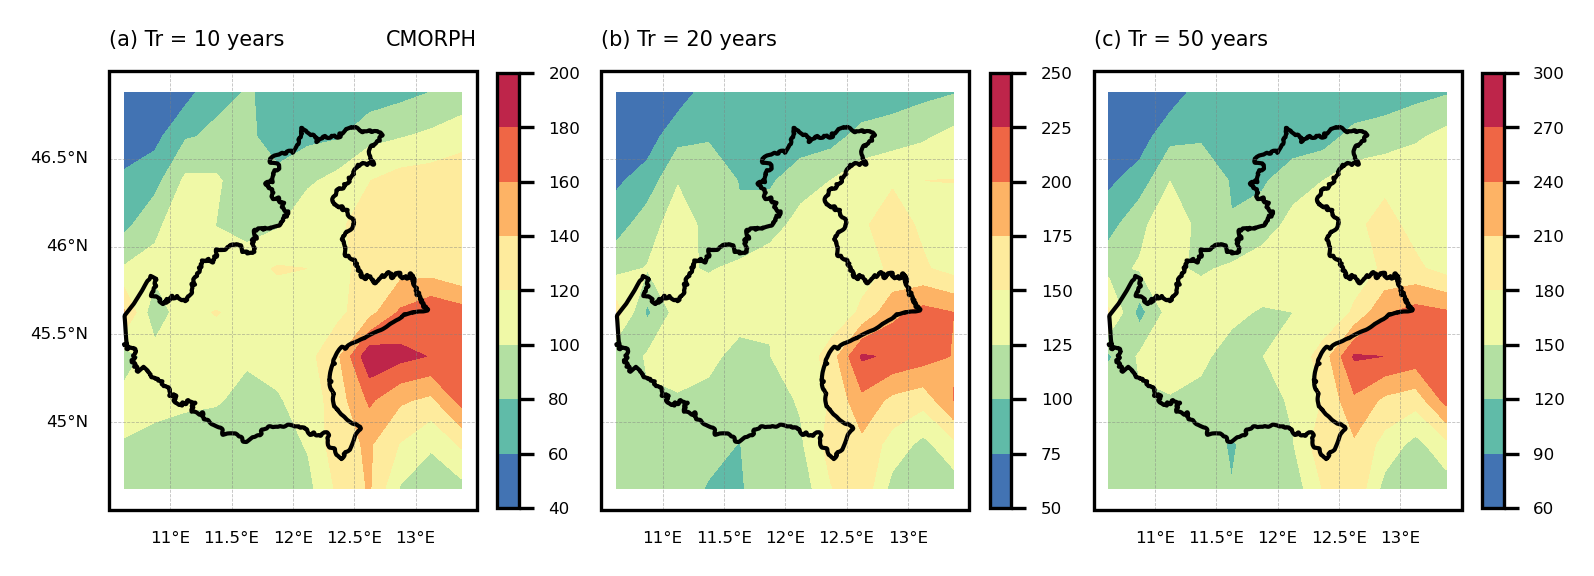 (a) Tr = 10 years CMORPH
(b) Tr = 20 years
(c) Tr = 50 years
46.5°N
46°N
45.5°N
45°N
11°E 11.5°E 12°E 12.5°E 13°E
200
180
160
140
120
100
80
60
40
11°E 11.5°E 12°E 12.5°E 13°E
250
225
200
175
150
125
100
75
50
11°E 11.5°E 12°E 12.5°E 13°E
300
270
240
210
180
150
120
90
60